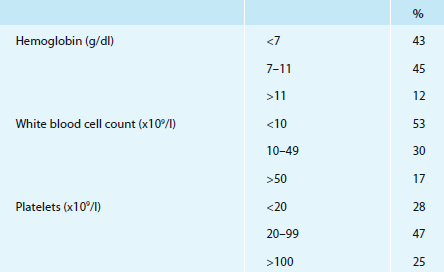 %
Hemoglobin (g/dl) <7 43
7–11 45
>11 12
White blood cell count (x10⁹/l) <10 53
10–49 30
>50 17
Platelets (x10⁹/l) <20 28
20–99 47
>100 25